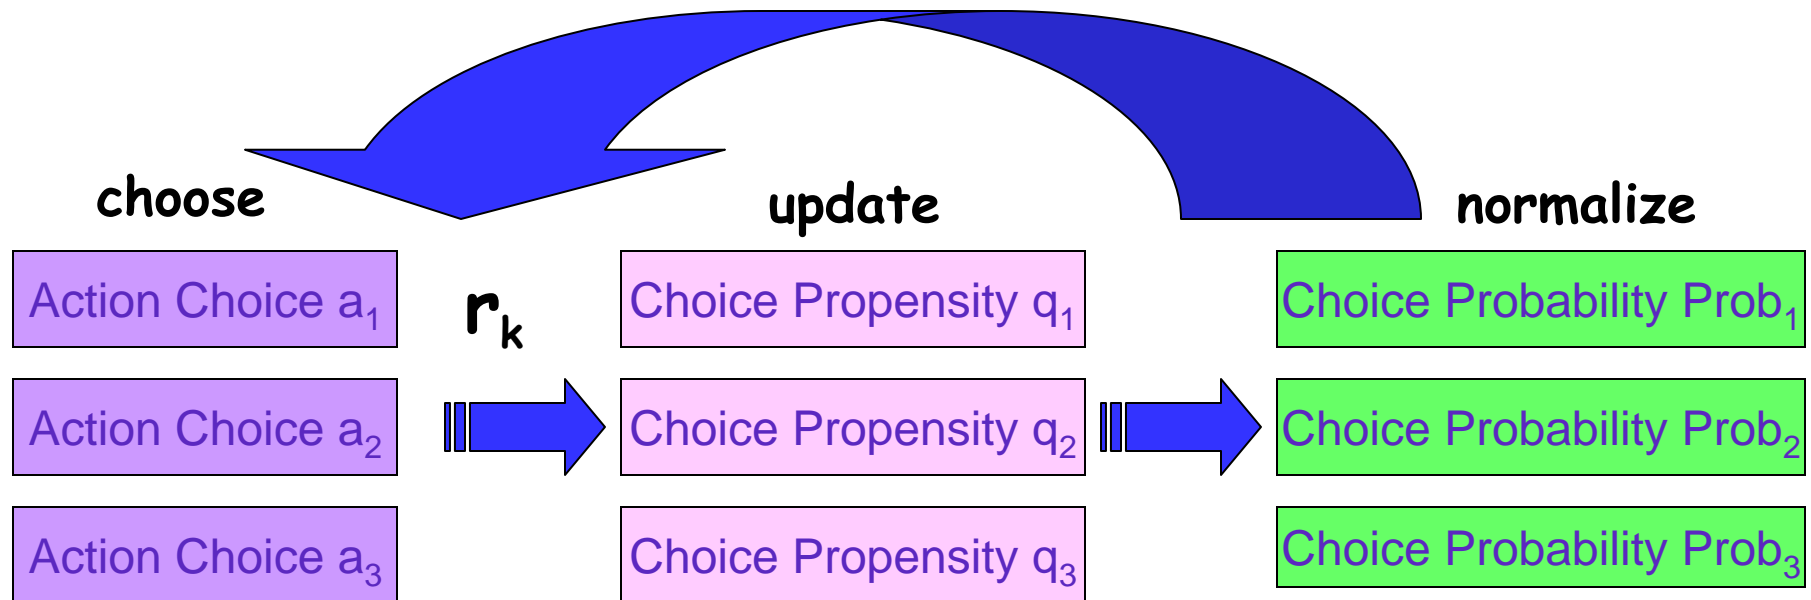 choose
update
normalize
Action Choice a₁
r_k
Choice Propensity q₁
Choice Probability Prob₁
Action Choice a₂
Choice Propensity q₂
Choice Probability Prob₂
Action Choice a₃
Choice Propensity q₃
Choice Probability Prob₃